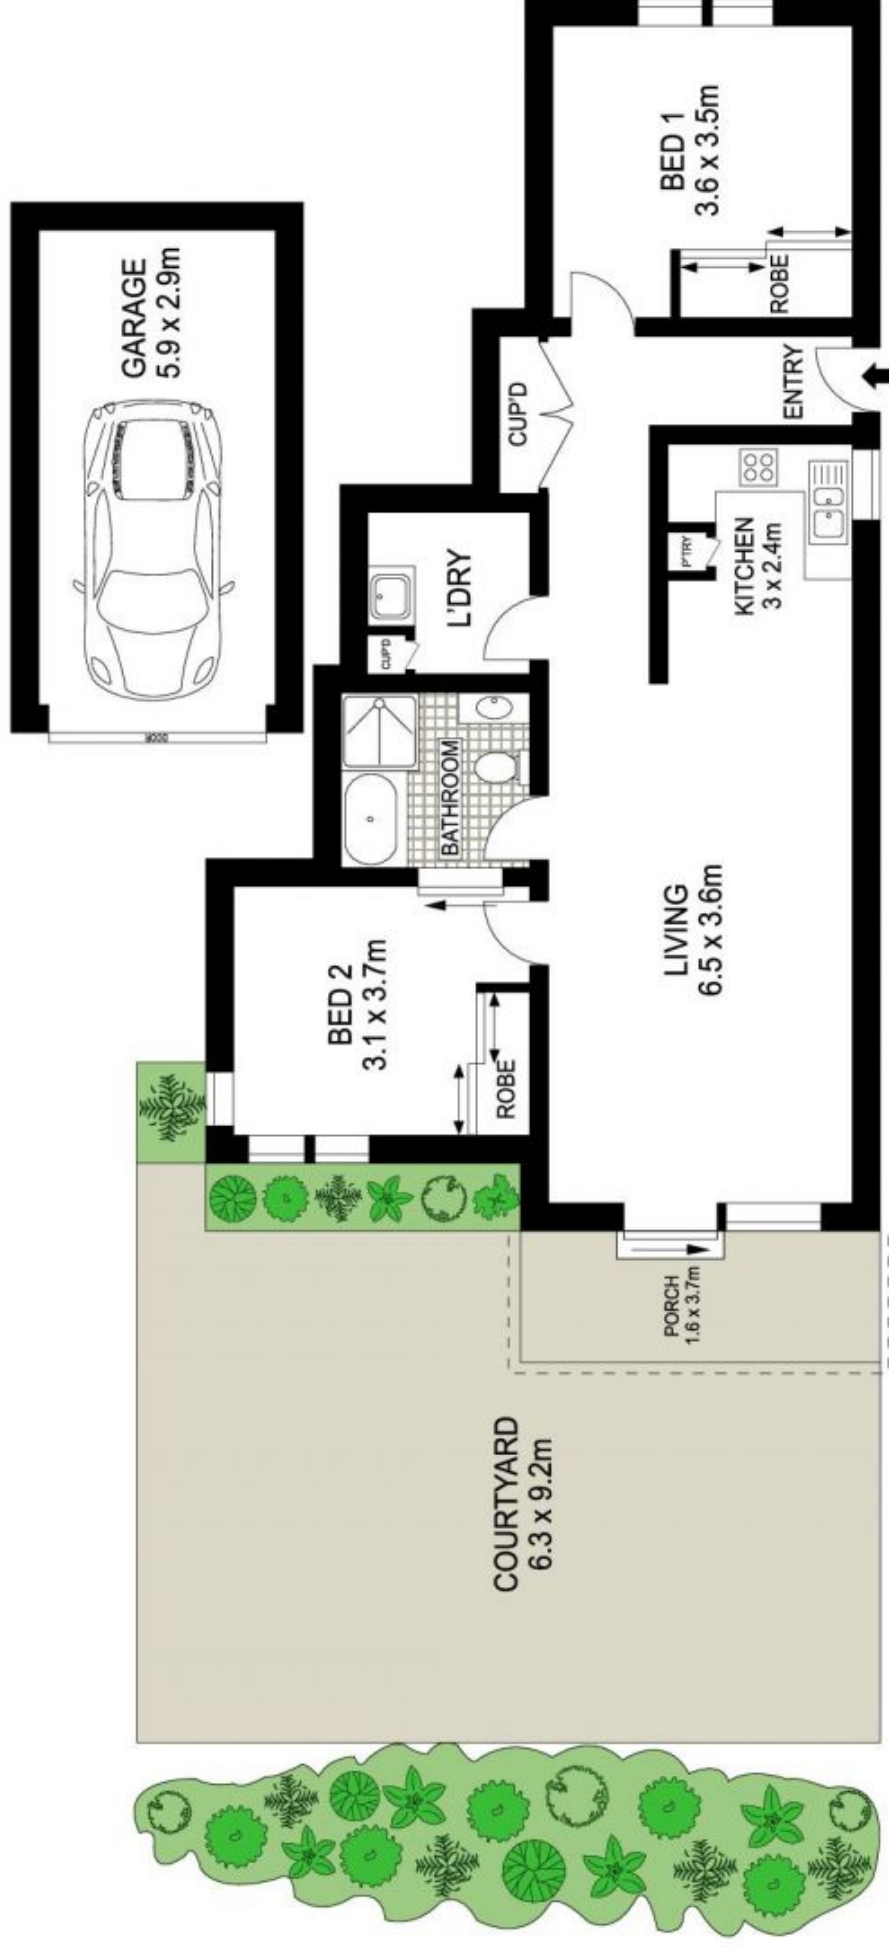 BED 1
3.6 x 3.5m
ROBE
GARAGE
5.9 x 2.9m
DOOR
CUP'D
ENTRY
P'TRY
KITCHEN
3 x 2.4m
L'DRY
CUP'D
BATHROOM
LIVING
6.5 x 3.6m
BED 2
3.1 x 3.7m
ROBE
PORCH
1.6 x 3.7m
COURTYARD
6.3 x 9.2m